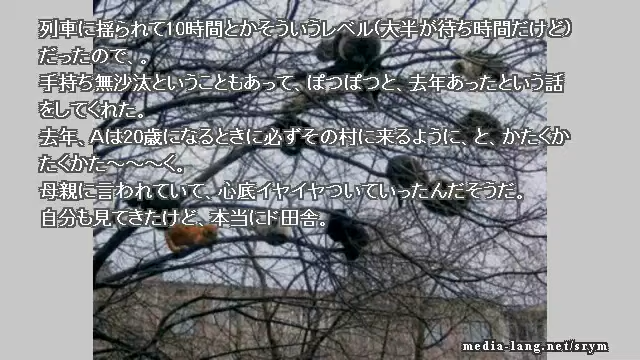 列車に揺られて10時間とかそういうレベル(大半が待ち時間だけど)
だったので、。
手持ち無沙汰ということもあって、ぽつぽつと、去年あったという話
をしてくれた。
去年、Aは20歳になるときに必ずその村に来るように、と、かたくか
たくかた～～～く。
母親に言われていて、心底イヤイヤついていったんだそうだ。
自分も見てきたけど、本当にド田舎。
media-lang.net/srym